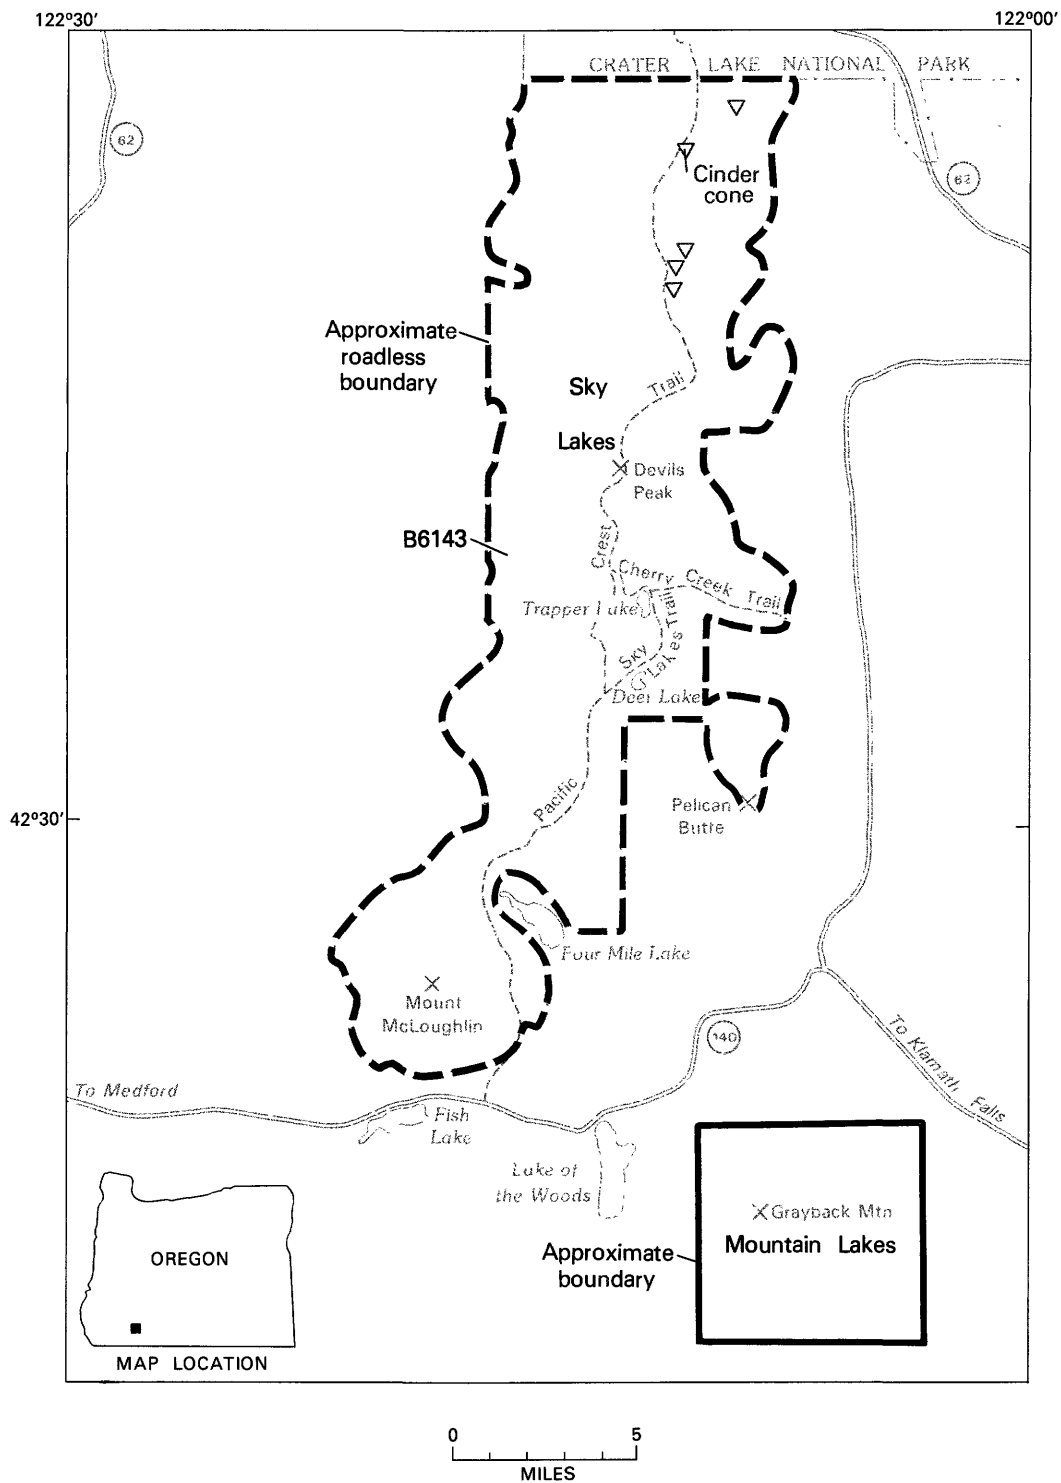 122°30′
122°00′
CRATER LAKE NATIONAL PARK
62
62
Cinder
cone
Approximate
roadless
boundary
Sky
Lakes
Trail
Devils
Peak
B6143
Crest
Cherry Creek Trail
Trapper Lake
Sky Lakes Trail
Deer Lake
Pacific
42°30′
Pelican
Butte
Four Mile Lake
Mount
McLoughlin
140
To Klamath Falls
To Medford
Fish
Lake
Lake of
the Woods
Grayback Mtn
Mountain Lakes
Approximate
boundary
OREGON
MAP LOCATION
0 5
MILES